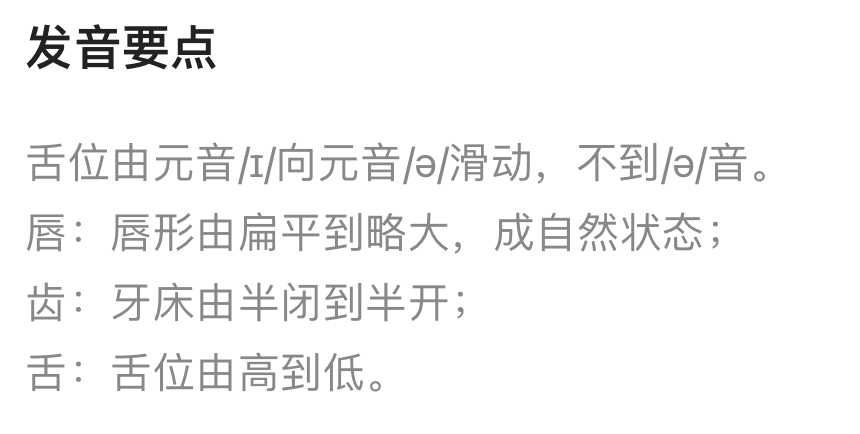 发音要点
舌位由元音/ɪ/向元音/ə/滑动，不到/ə/音。
唇：唇形由扁平到略大，成自然状态；
齿：牙床由半闭到半开；
舌：舌位由高到低。